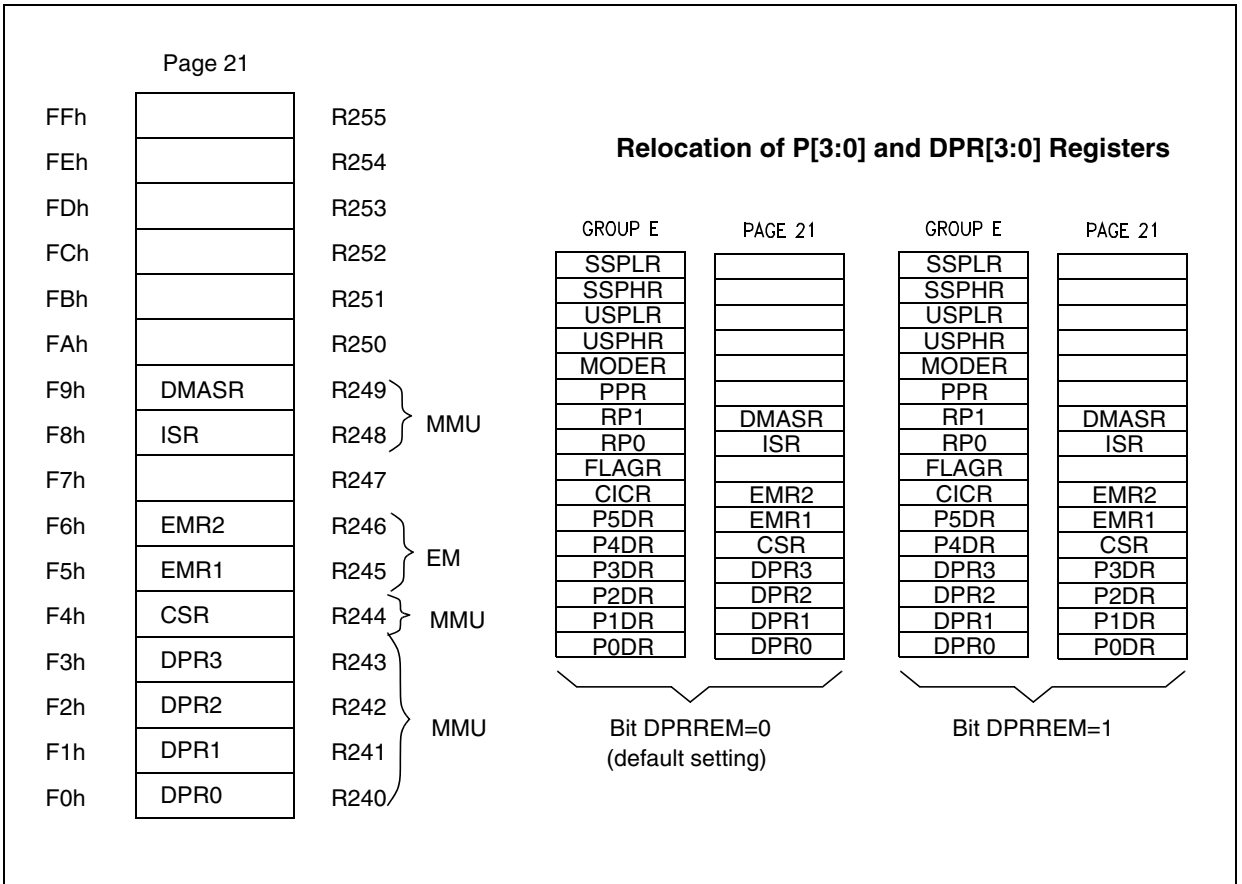 Page 21
FFh R255
FEh R254
FDh R253
FCh R252
FBh R251
FAh R250
F9h DMASR R249
F8h ISR R248
MMU
F7h R247
F6h EMR2 R246
F5h EMR1 R245
EM
F4h CSR R244 MMU
F3h DPR3 R243
F2h DPR2 R242
F1h DPR1 R241
F0h DPR0 R240
MMU
Relocation of P[3:0] and DPR[3:0] Registers
GROUP E PAGE 21 GROUP E PAGE 21
SSPLR SSPLR
SSPHR SSPHR
USPLR USPLR
USPHR USPHR
MODER MODER
PPR PPR
RP1 DMASR RP1 DMASR
RP0 ISR RP0 ISR
FLAGR FLAGR
CICR EMR2 CICR EMR2
P5DR EMR1 P5DR EMR1
P4DR CSR P4DR CSR
P3DR DPR3 DPR3 P3DR
P2DR DPR2 DPR2 P2DR
P1DR DPR1 DPR1 P1DR
P0DR DPR0 DPR0 P0DR
Bit DPRREM=0 Bit DPRREM=1
(default setting)